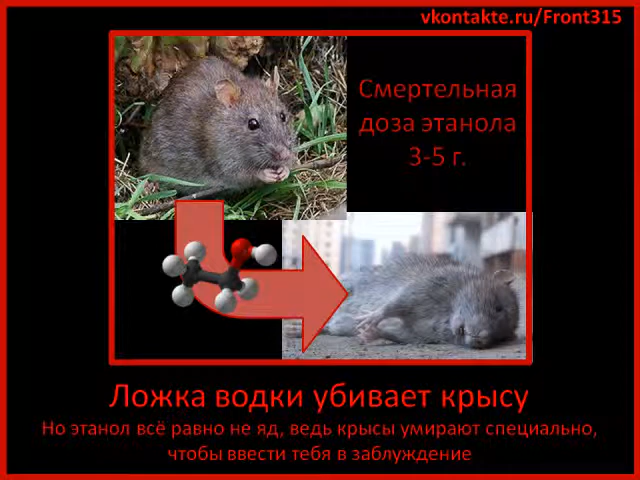 vkontakte.ru/Front315
Смертельная
доза этанола
3-5 г.
Ложка водки убивает крысу
Но этанол всё равно не яд, ведь крысы умирают специально,
чтобы ввести тебя в заблуждение